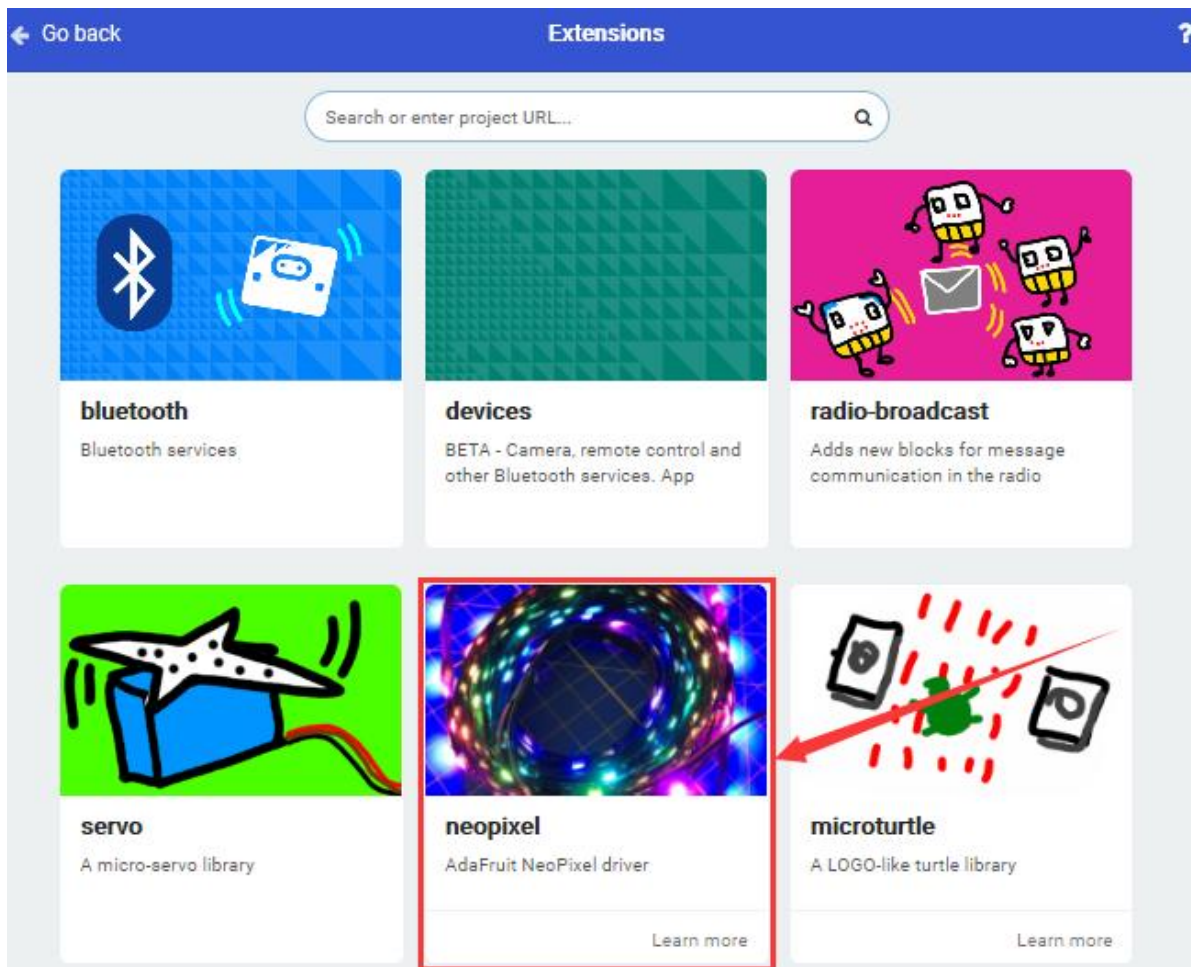 Go back
Extensions
?
Search or enter project URL...
bluetooth
Bluetooth services
devices
BETA - Camera, remote control and
other Bluetooth services. App
radio-broadcast
Adds new blocks for message
communication in the radio
servo
A micro-servo library
neopixel
AdaFruit NeoPixel driver
Learn more
microturtle
A LOGO-like turtle library
Learn more